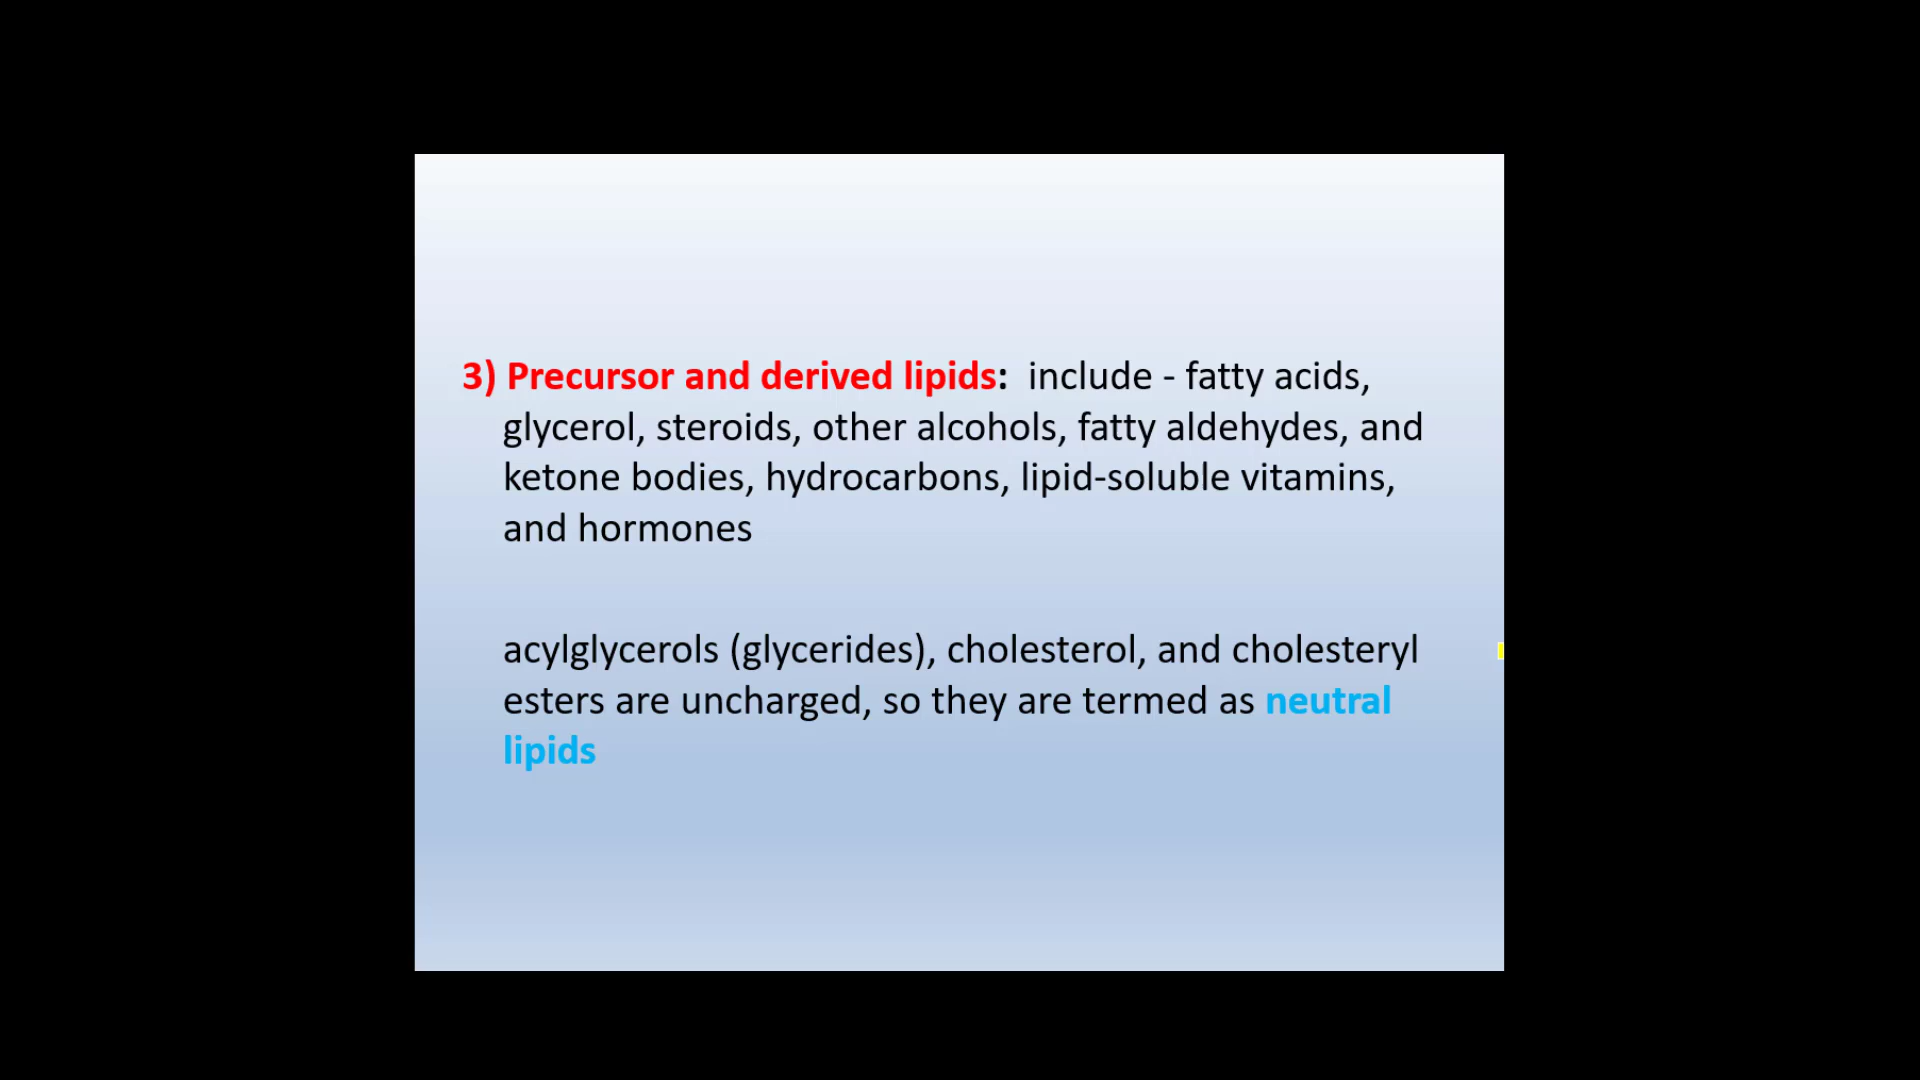 3) Precursor and derived lipids: include - fatty acids,
glycerol, steroids, other alcohols, fatty aldehydes, and
ketone bodies, hydrocarbons, lipid-soluble vitamins,
and hormones
acylglycerols (glycerides), cholesterol, and cholesteryl
esters are uncharged, so they are termed as neutral
lipids